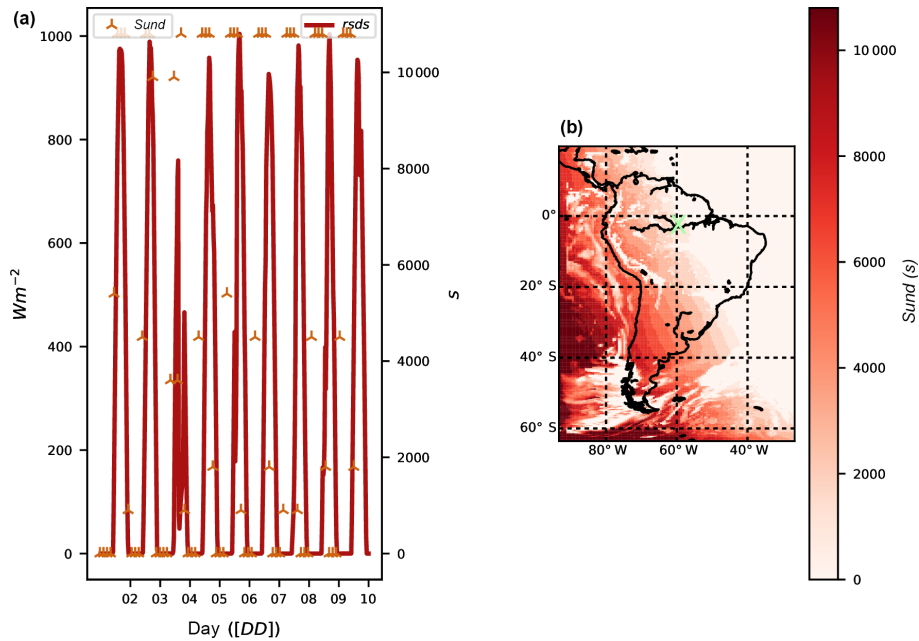 (a)
Sund
rsds
1000
800
600
400
200
0
Wm⁻²
10 000
8000
6000
4000
2000
0
s
02 03 04 05 06 07 08 09 10
Day ([DD])
(b)
0°
20° S
40° S
60° S
80° W 60° W 40° W
10 000
8000
6000
4000
2000
0
Sund (s)